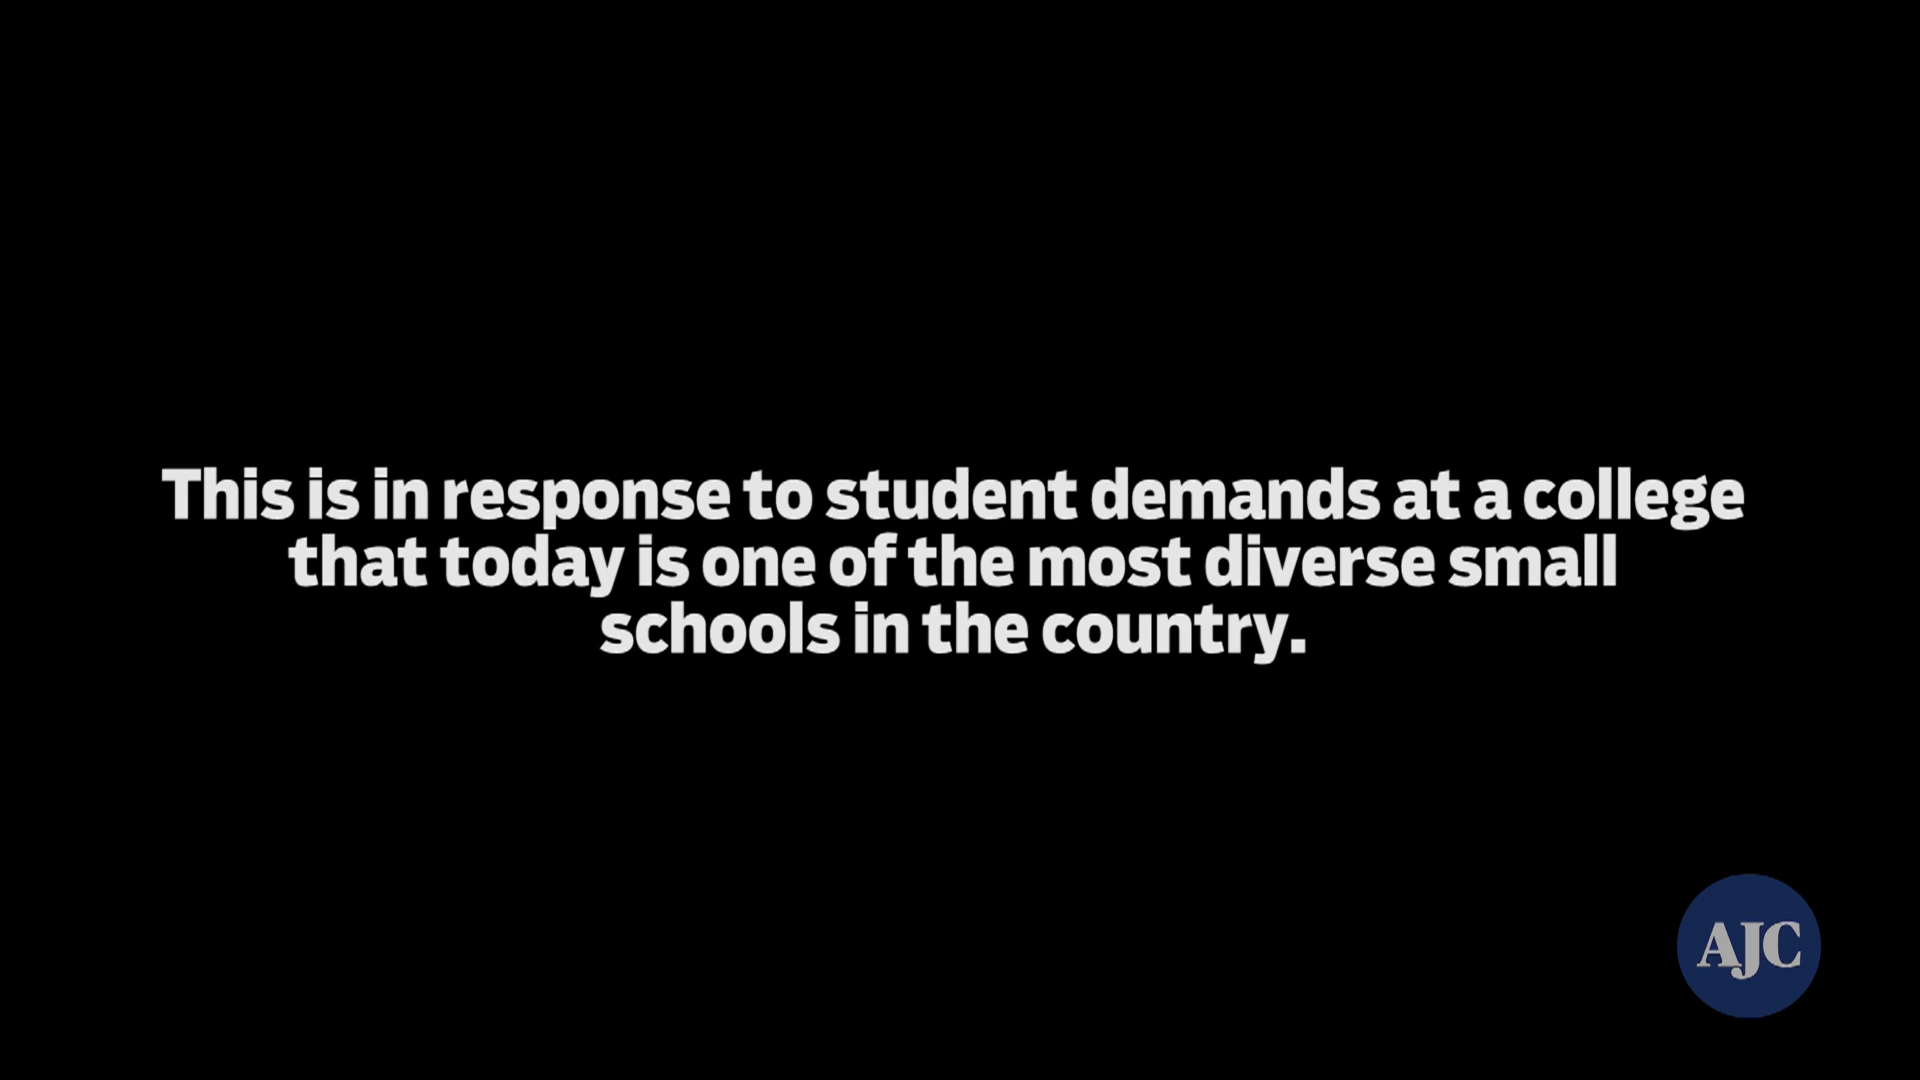 This is in response to student demands at a college
that today is one of the most diverse small
schools in the country.
AJC